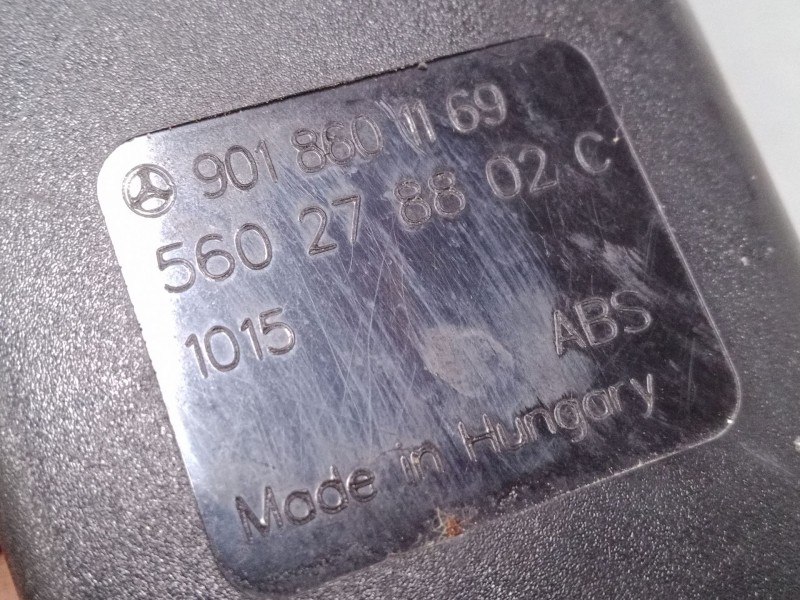 901 880 11 69
560 27 88 02 C
1015 ABS
Made in Hungary